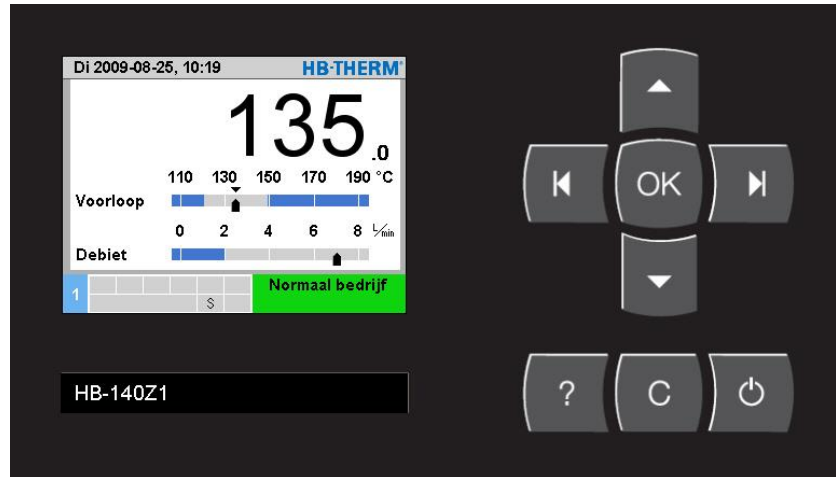 Di 2009-08-25, 10:19 HB-THERM®
135.0
110 130 150 170 190 °C
Voorloop
0 2 4 6 8 L/min
Debiet
1 S Normaal bedrijf
HB-140Z1
OK
? C